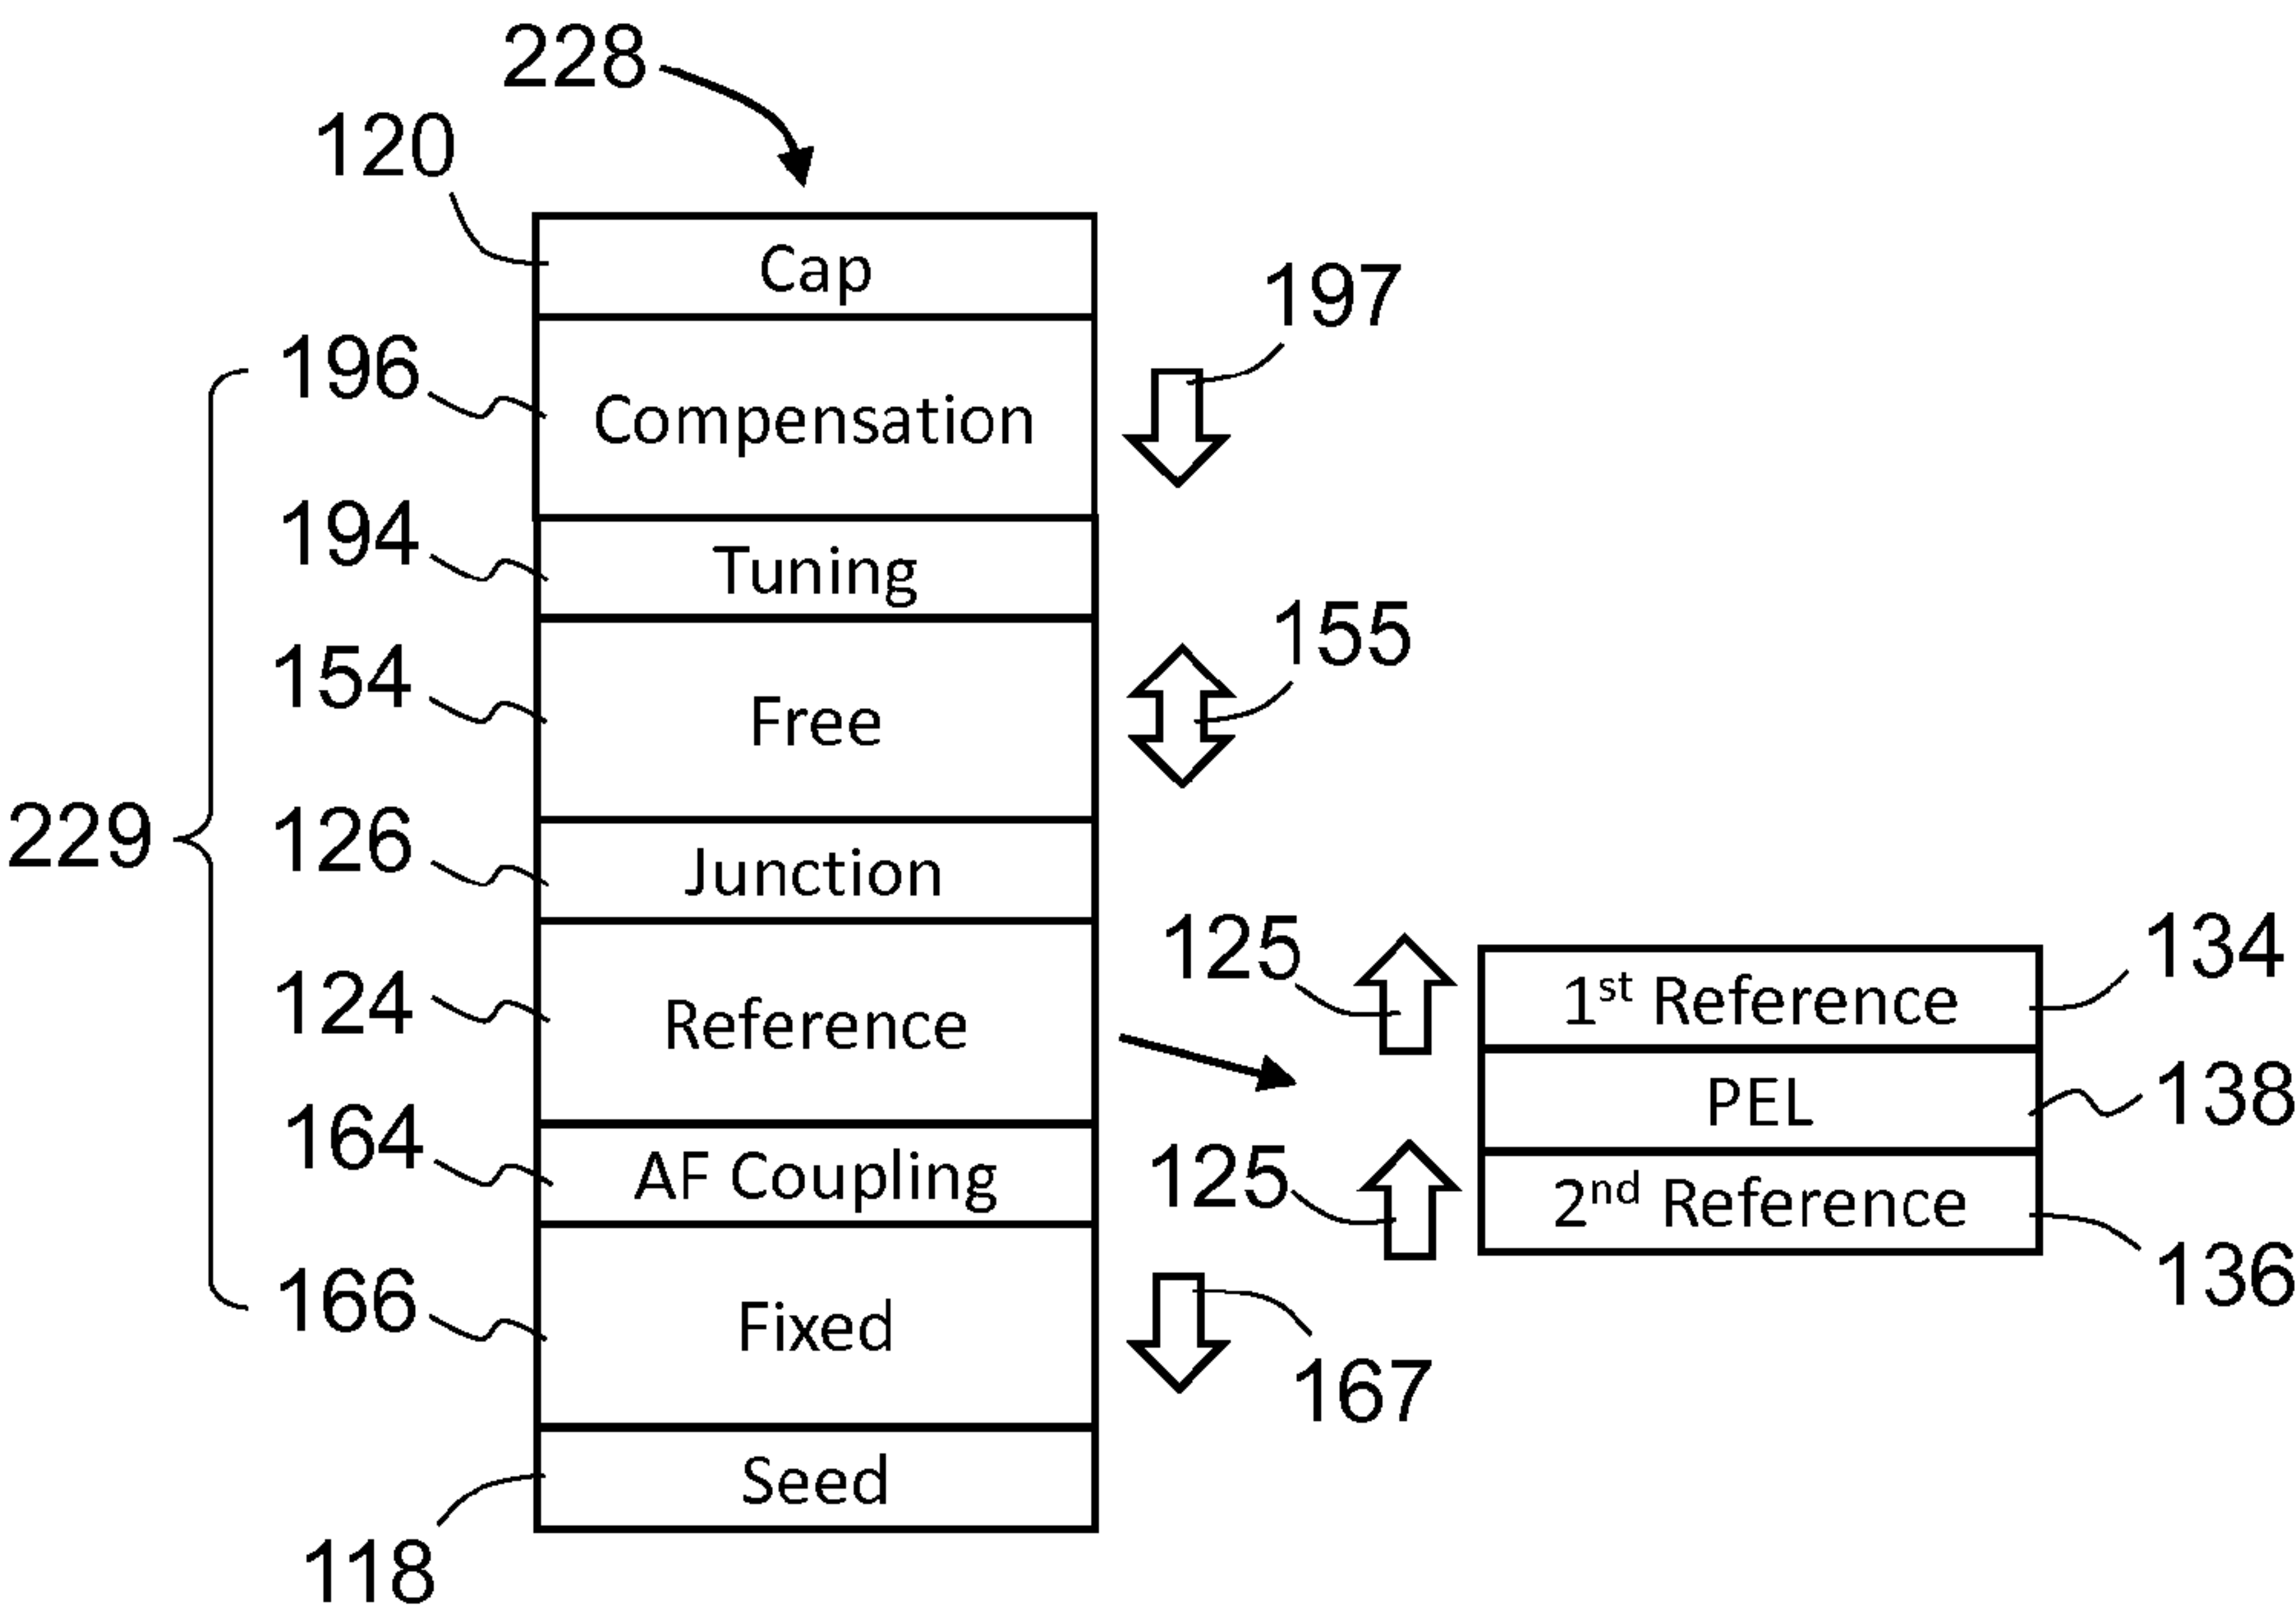 228
120
Cap
197
196
Compensation
194
Tuning
155
154
Free
229
126
Junction
125
134
1st Reference
124
Reference
138
PEL
164
AF Coupling
125
2nd Reference
136
166
Fixed
167
Seed
118